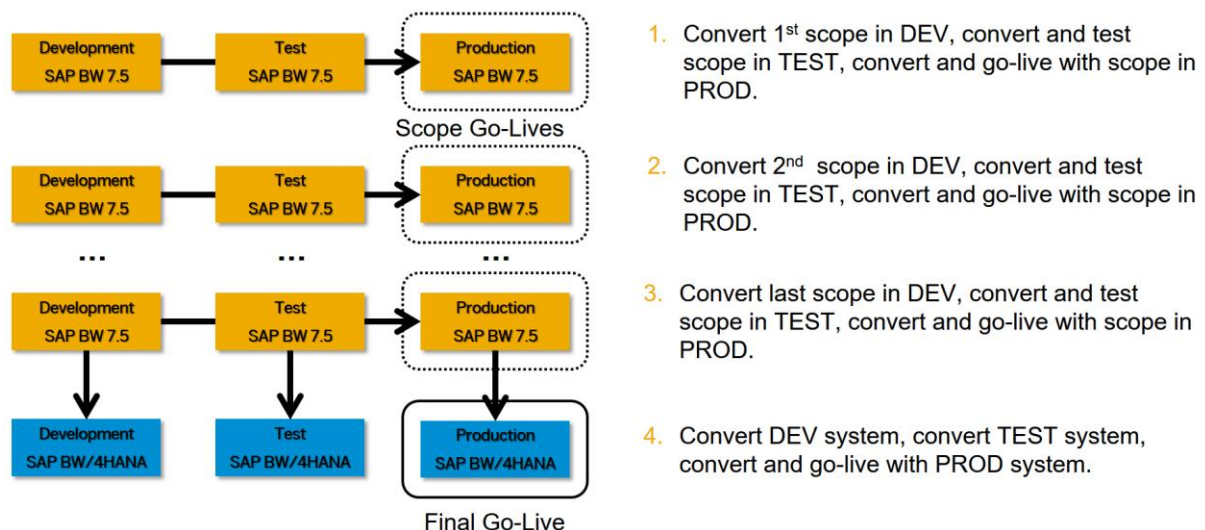 Development
SAP BW 7.5
Test
SAP BW 7.5
Production
SAP BW 7.5
Scope Go-Lives
1. Convert 1st scope in DEV, convert and test
scope in TEST, convert and go-live with scope in
PROD.
Development
SAP BW 7.5
Test
SAP BW 7.5
Production
SAP BW 7.5
2. Convert 2nd scope in DEV, convert and test
scope in TEST, convert and go-live with scope in
PROD.
... ... ...
Development
SAP BW 7.5
Test
SAP BW 7.5
Production
SAP BW 7.5
3. Convert last scope in DEV, convert and test
scope in TEST, convert and go-live with scope in
PROD.
Development
SAP BW/4HANA
Test
SAP BW/4HANA
Production
SAP BW/4HANA
Final Go-Live
4. Convert DEV system, convert TEST system,
convert and go-live with PROD system.